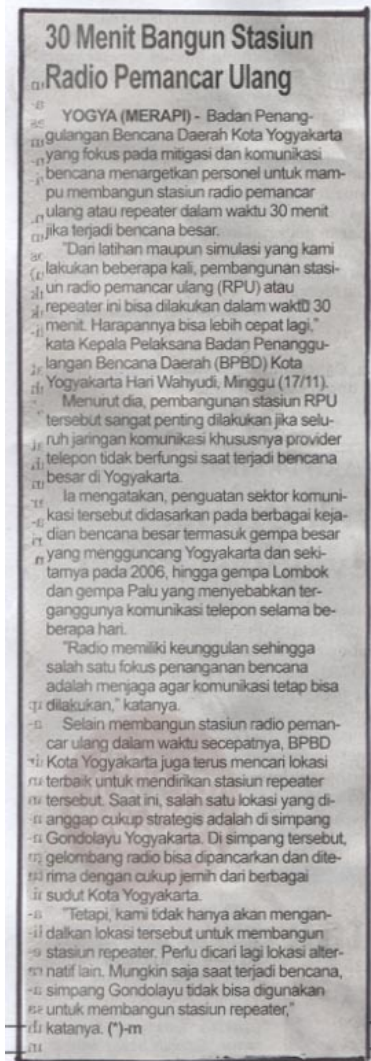 30 Menit Bangun Stasiun
Radio Pemancar Ulang
YOGYA (MERAPI) - Badan Penang-
gulangan Bencana Daerah Kota Yogyakarta
yang fokus pada mitigasi dan komunikasi
bencana menargetkan personel untuk mam-
pu membangun stasiun radio pemancar
ulang atau repeater dalam waktu 30 menit
jika terjadi bencana besar.
"Dari latihan maupun simulasi yang kami
lakukan beberapa kali, pembangunan stasi-
un radio pemancar ulang (RPU) atau
repeater ini bisa dilakukan dalam waktu 30
menit. Harapannya bisa lebih cepat lagi,"
kata Kepala Pelaksana Badan Penanggu-
langan Bencana Daerah (BPBD) Kota
Yogyakarta Hari Wahyudi, Minggu (17/11).
Menurut dia, pembangunan stasiun RPU
tersebut sangat penting dilakukan jika selu-
ruh jaringan komunikasi khususnya provider
telepon tidak berfungsi saat terjadi bencana
besar di Yogyakarta.
Ia mengatakan, penguatan sektor komuni-
kasi tersebut didasarkan pada berbagai keja-
dian bencana besar termasuk gempa besar
yang mengguncang Yogyakarta dan seki-
tarnya pada 2006, hingga gempa Lombok
dan gempa Palu yang menyebabkan ter-
ganggunya komunikasi telepon selama be-
berapa hari.
"Radio memiliki keunggulan sehingga
salah satu fokus penanganan bencana
adalah menjaga agar komunikasi tetap bisa
dilakukan," katanya.
Selain membangun stasiun radio peman-
car ulang dalam waktu secepatnya, BPBD
Kota Yogyakarta juga terus mencari lokasi
terbaik untuk mendirikan stasiun repeater
tersebut. Saat ini, salah satu lokasi yang di-
anggap cukup strategis adalah di simpang
Gondolayu Yogyakarta. Di simpang tersebut,
gelombang radio bisa dipancarkan dan dite-
rima dengan cukup jernih dari berbagai
sudut Kota Yogyakarta.
"Tetapi, kami tidak hanya akan mengan-
dalkan lokasi tersebut untuk membangun
stasiun repeater. Perlu dicari lagi lokasi alter-
natif lain. Mungkin saja saat terjadi bencana,
simpang Gondolayu tidak bisa digunakan
untuk membangun stasiun repeater,"
katanya. (*)-m